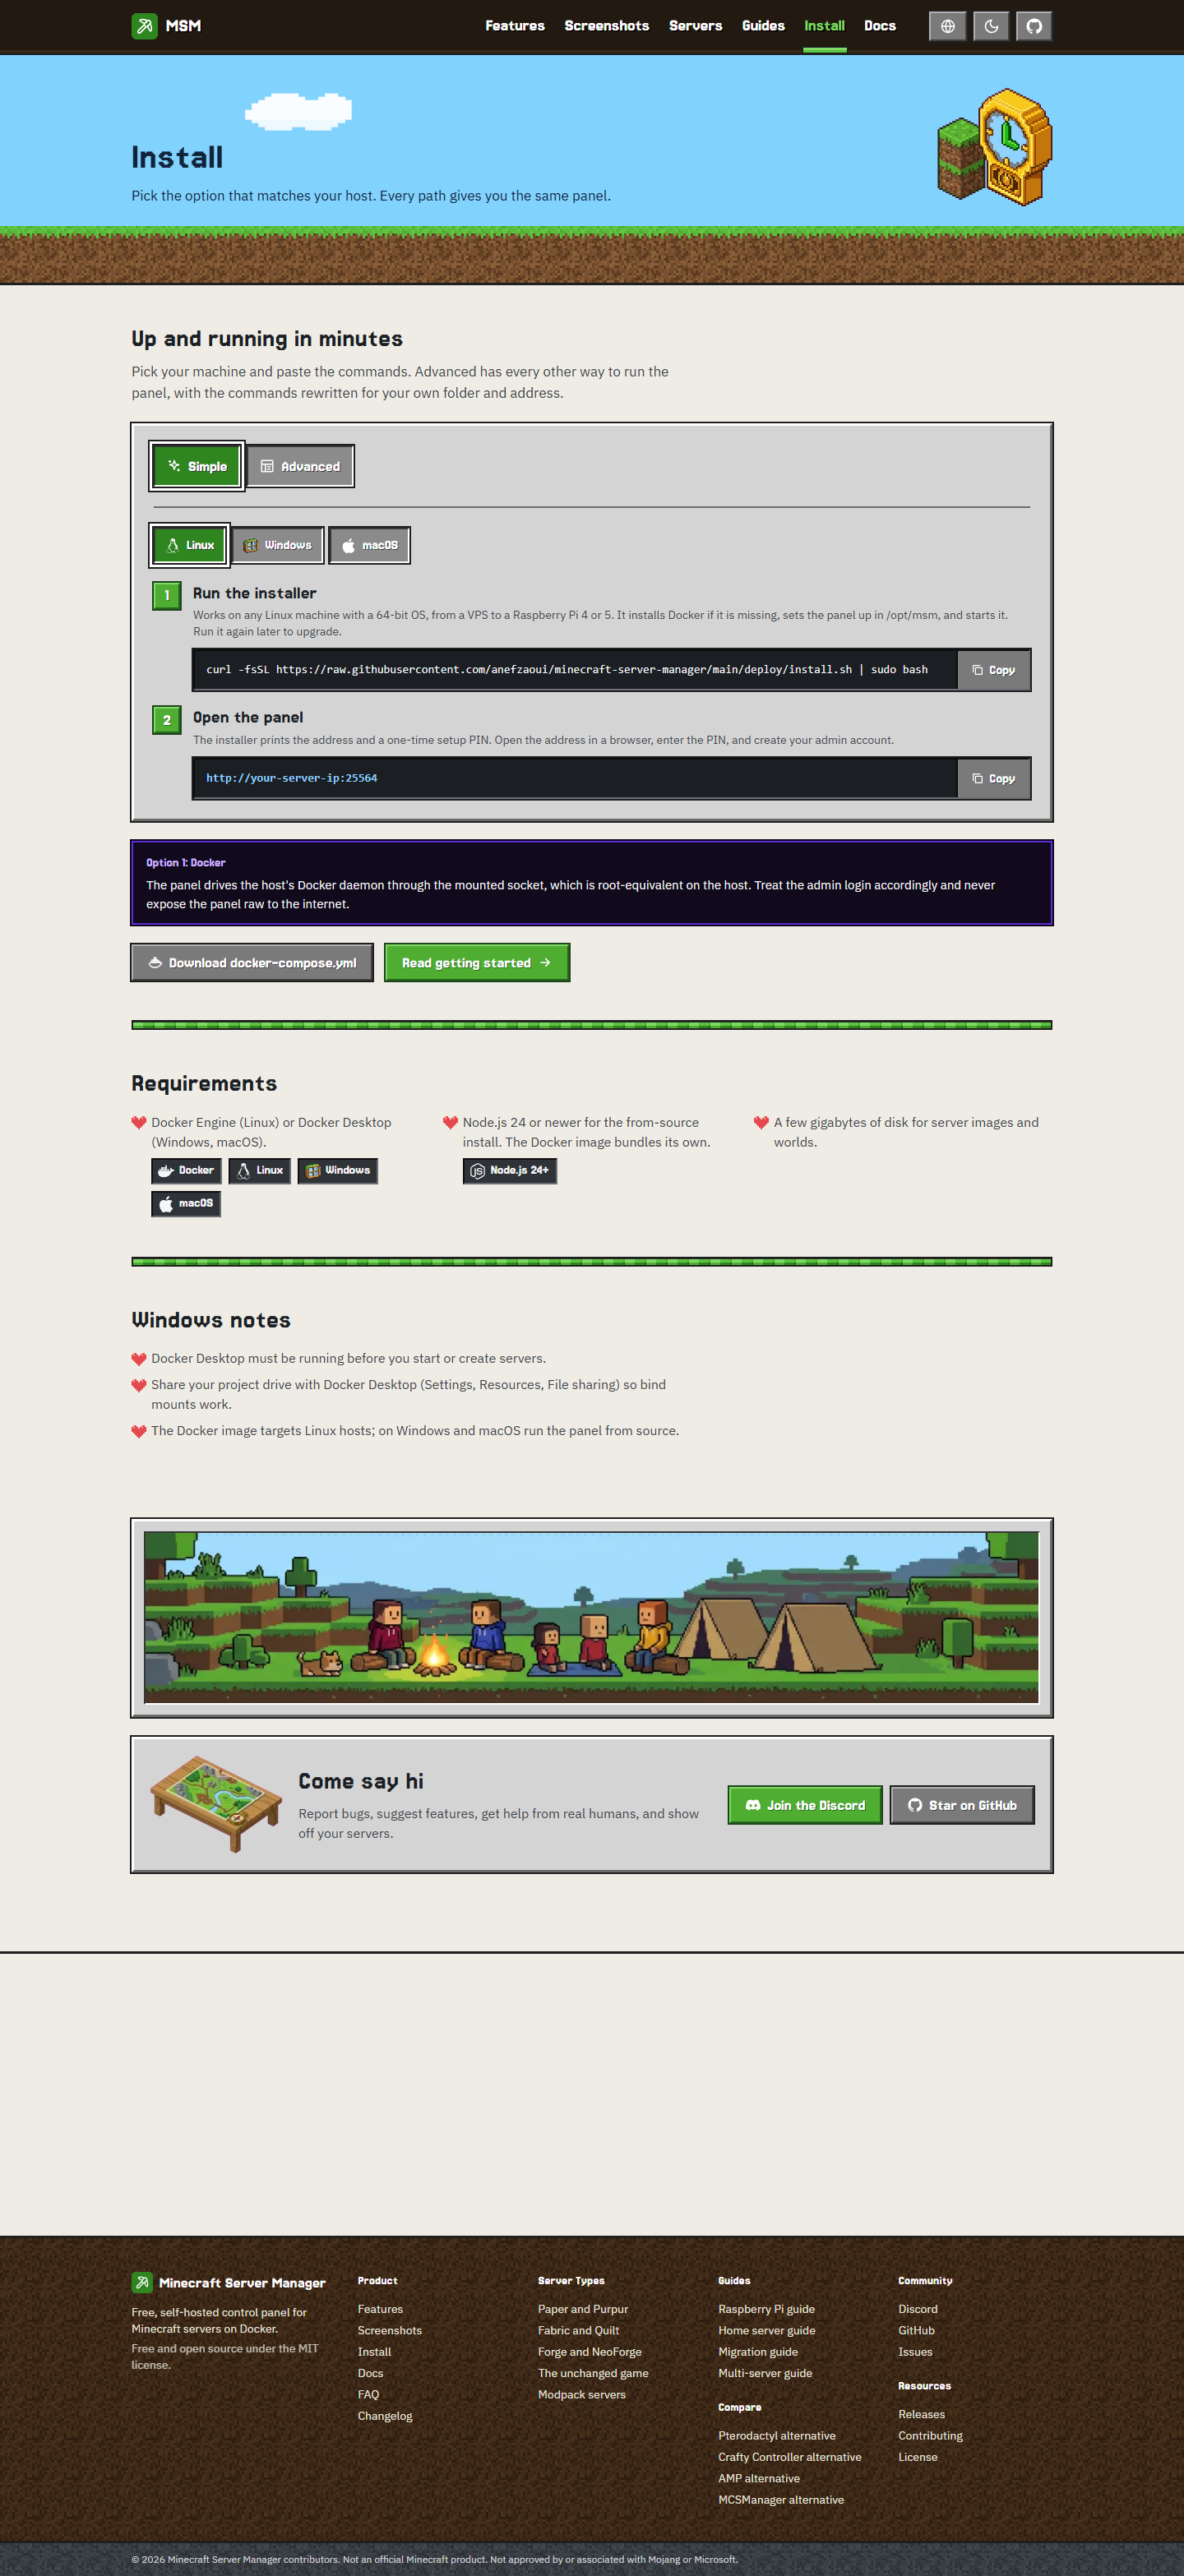 MSM
Features Screenshots Servers Guides Install Docs
Install
Pick the option that matches your host. Every path gives you the same panel.
Up and running in minutes
Pick your machine and paste the commands. Advanced has every other way to run the
panel, with the commands rewritten for your own folder and address.
Simple Advanced
Linux Windows macOS
1 Run the installer
Works on any Linux machine with a 64-bit OS, from a VPS to a Raspberry Pi 4 or 5. It installs Docker if it is missing, sets the panel up in /opt/msm, and starts it.
Run it again later to upgrade.
curl -fsSL https://raw.githubusercontent.com/anefzaoui/minecraft-server-manager/main/deploy/install.sh | sudo bash Copy
2 Open the panel
The installer prints the address and a one-time setup PIN. Open the address in a browser, enter the PIN, and create your admin account.
http://your-server-ip:25564 Copy
Option 1: Docker
The panel drives the host's Docker daemon through the mounted socket, which is root-equivalent on the host. Treat the admin login accordingly and never
expose the panel raw to the internet.
Download docker-compose.yml Read getting started
Requirements
Docker Engine (Linux) or Docker Desktop
(Windows, macOS).
Docker Linux Windows
macOS
Node.js 24 or newer for the from-source
install. The Docker image bundles its own.
Node.js 24+
A few gigabytes of disk for server images and
worlds.
Windows notes
Docker Desktop must be running before you start or create servers.
Share your project drive with Docker Desktop (Settings, Resources, File sharing) so bind
mounts work.
The Docker image targets Linux hosts; on Windows and macOS run the panel from source.
Come say hi
Report bugs, suggest features, get help from real humans, and show
off your servers.
Join the Discord Star on GitHub
Minecraft Server Manager
Free, self-hosted control panel for
Minecraft servers on Docker.
Free and open source under the MIT
license.
Product
Features
Screenshots
Install
Docs
FAQ
Changelog
Server Types
Paper and Purpur
Fabric and Quilt
Forge and NeoForge
The unchanged game
Modpack servers
Guides
Raspberry Pi guide
Home server guide
Migration guide
Multi-server guide
Compare
Pterodactyl alternative
Crafty Controller alternative
AMP alternative
MCSManager alternative
Community
Discord
GitHub
Issues
Resources
Releases
Contributing
License
© 2026 Minecraft Server Manager contributors. Not an official Minecraft product. Not approved by or associated with Mojang or Microsoft.